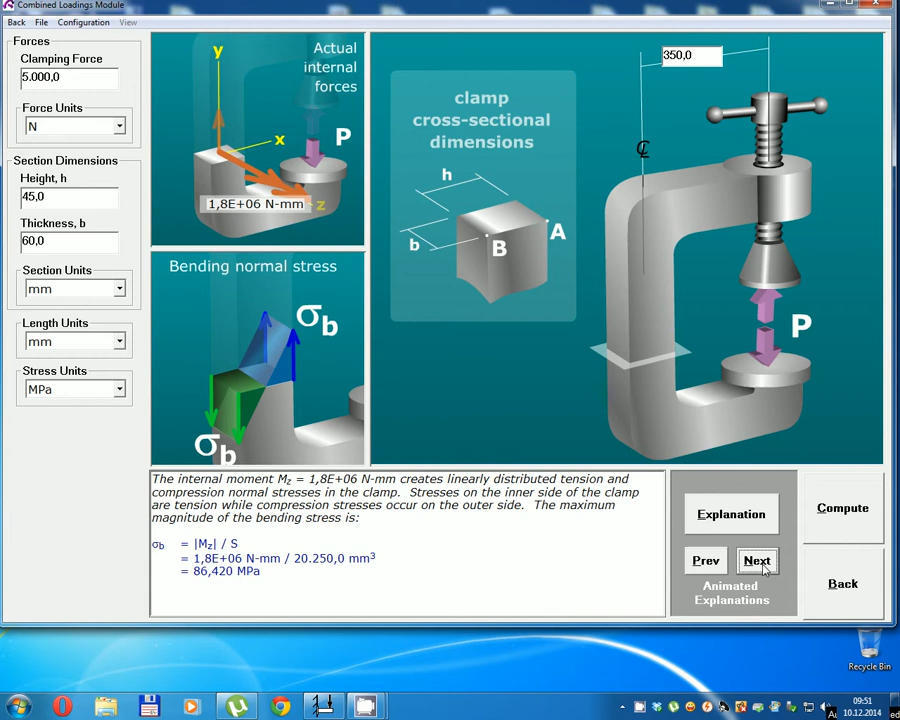 Combined Loadings Module
Back File Configuration View
Forces
Clamping Force
5.000,0
Force Units
N
Section Dimensions
Height, h
45,0
Thickness, b
60,0
Section Units
mm
Length Units
mm
Stress Units
MPa
y
Actual
internal
forces
x
P
1,8E+06 N-mm
z
Bending normal stress
σb
σb
clamp
cross-sectional
dimensions
h
A
B
b
350,0
℄
P
The internal moment Mz = 1,8E+06 N-mm creates linearly distributed tension and
compression normal stresses in the clamp. Stresses on the inner side of the clamp
are tension while compression stresses occur on the outer side. The maximum
magnitude of the bending stress is:
σb = |Mz| / S
= 1,8E+06 N-mm / 20.250,0 mm³
= 86,420 MPa
Explanation
Prev Next
Animated
Explanations
Compute
Back
Recycle Bin
09:51
10.12.2014